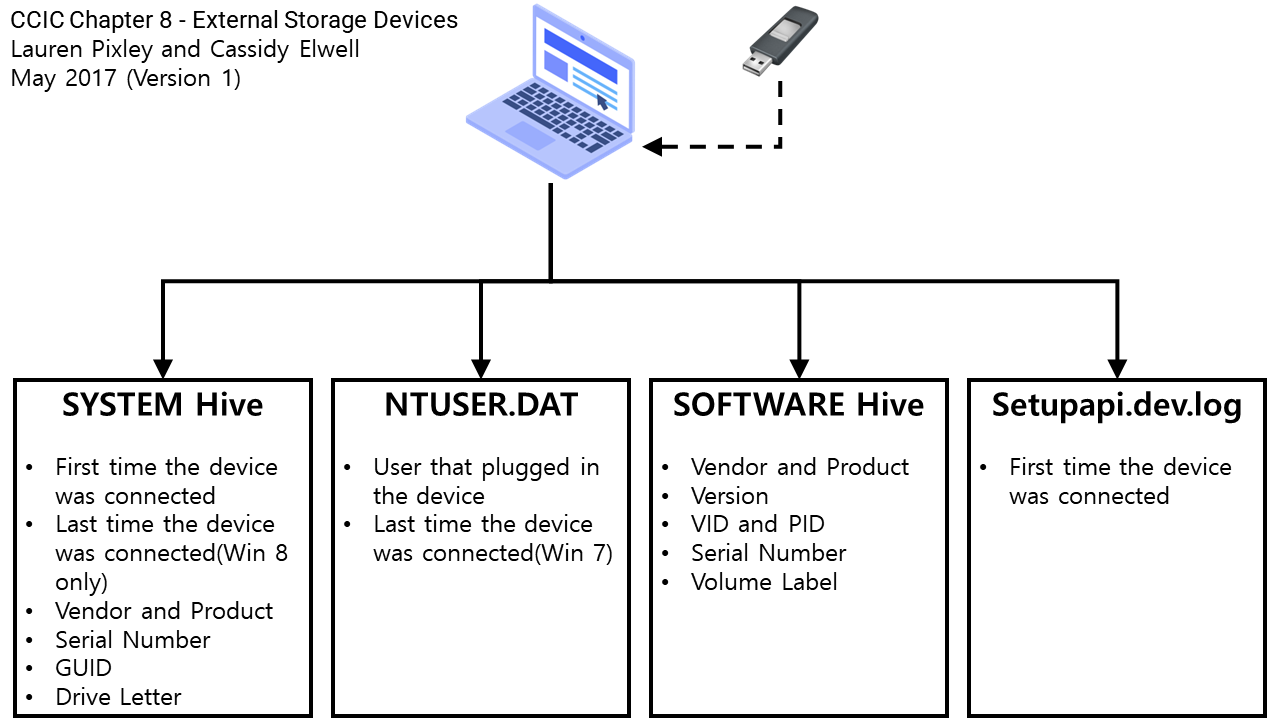 CCIC Chapter 8 - External Storage Devices
Lauren Pixley and Cassidy Elwell
May 2017 (Version 1)
SYSTEM Hive
• First time the device
was connected
• Last time the device
was connected(Win 8
only)
• Vendor and Product
• Serial Number
• GUID
• Drive Letter
NTUSER.DAT
• User that plugged in
the device
• Last time the device
was connected(Win 7)
SOFTWARE Hive
• Vendor and Product
• Version
• VID and PID
• Serial Number
• Volume Label
Setupapi.dev.log
• First time the device
was connected